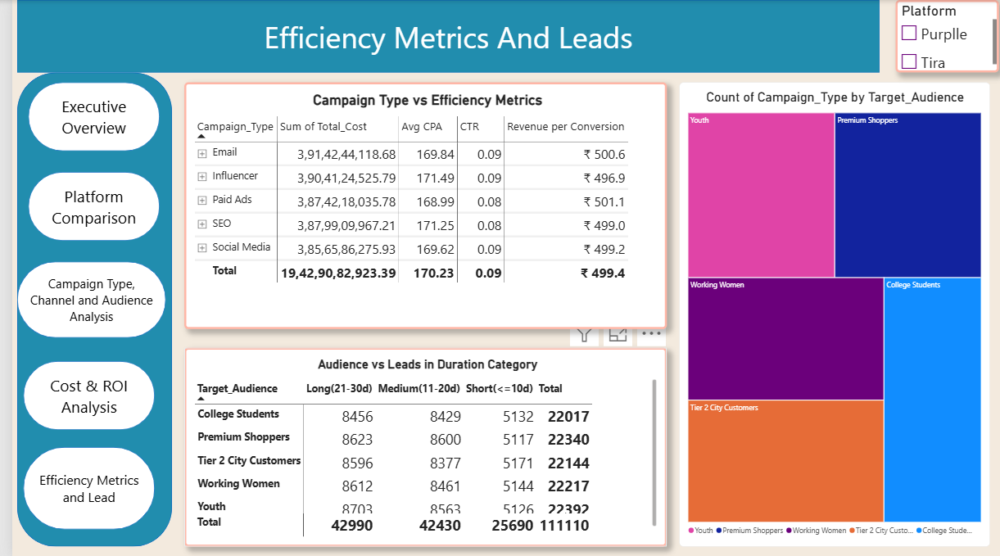 Efficiency Metrics And Leads
Platform
Purplle
Tira
Executive
Overview
Platform
Comparison
Campaign Type,
Channel and Audience
Analysis
Cost & ROI
Analysis
Efficiency Metrics
and Lead
Campaign Type vs Efficiency Metrics
Campaign_Type Sum of Total_Cost Avg CPA CTR Revenue per Conversion
Email 3,91,42,44,118.68 169.84 0.09 ₹ 500.6
Influencer 3,90,41,24,525.79 171.49 0.09 ₹ 496.9
Paid Ads 3,87,42,18,035.78 168.99 0.08 ₹ 501.1
SEO 3,87,99,09,967.21 171.25 0.08 ₹ 499.0
Social Media 3,85,65,86,275.93 169.62 0.09 ₹ 499.2
Total 19,42,90,82,923.39 170.23 0.09 ₹ 499.4
Audience vs Leads in Duration Category
Target_Audience Long(21-30d) Medium(11-20d) Short(<=10d) Total
College Students 8456 8429 5132 22017
Premium Shoppers 8623 8600 5117 22340
Tier 2 City Customers 8596 8377 5171 22144
Working Women 8612 8461 5144 22217
Youth 8703 8563 5126 22392
Total 42990 42430 25690 111110
Count of Campaign_Type by Target_Audience
Youth
Premium Shoppers
Working Women
College Students
Tier 2 City Customers
Youth Premium Shoppers Working Women Tier 2 City Custo... College Stude...